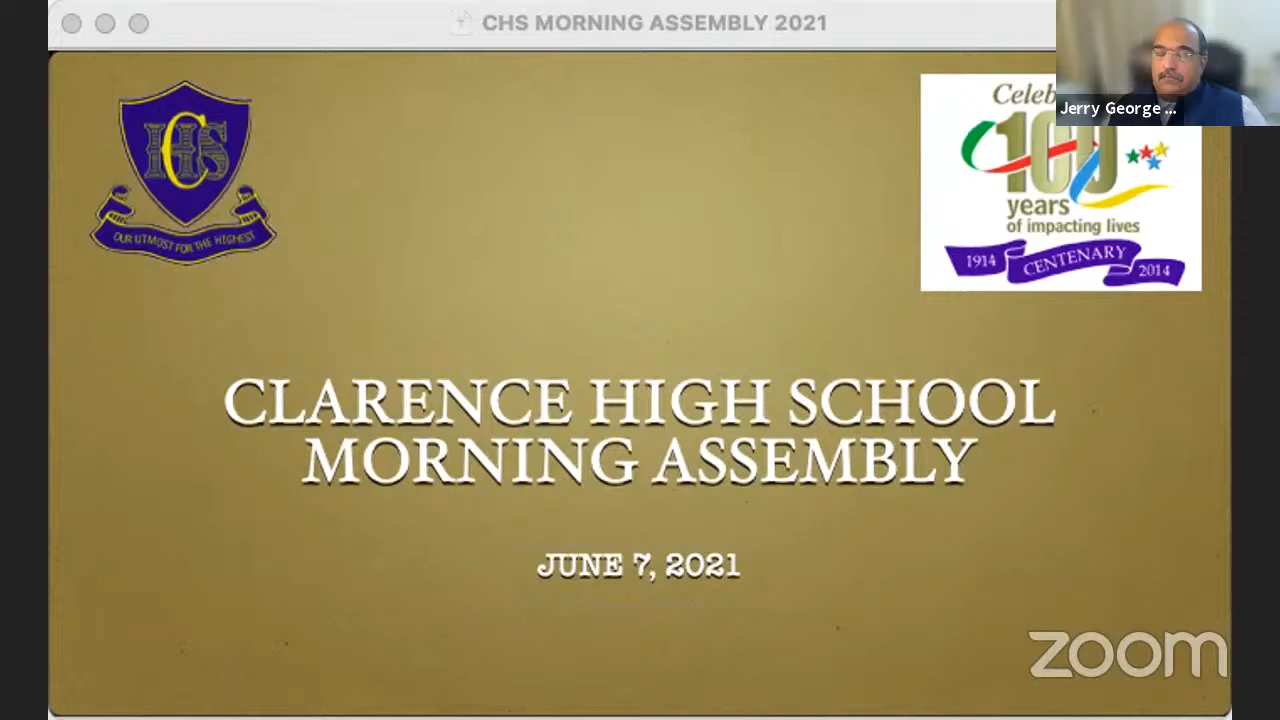 CHS MORNING ASSEMBLY 2021
Jerry George ...
CHS
OUR UTMOST FOR THE HIGHEST
100
years
of impacting lives
1914 CENTENARY 2014
CLARENCE HIGH SCHOOL
MORNING ASSEMBLY
JUNE 7, 2021
zoom